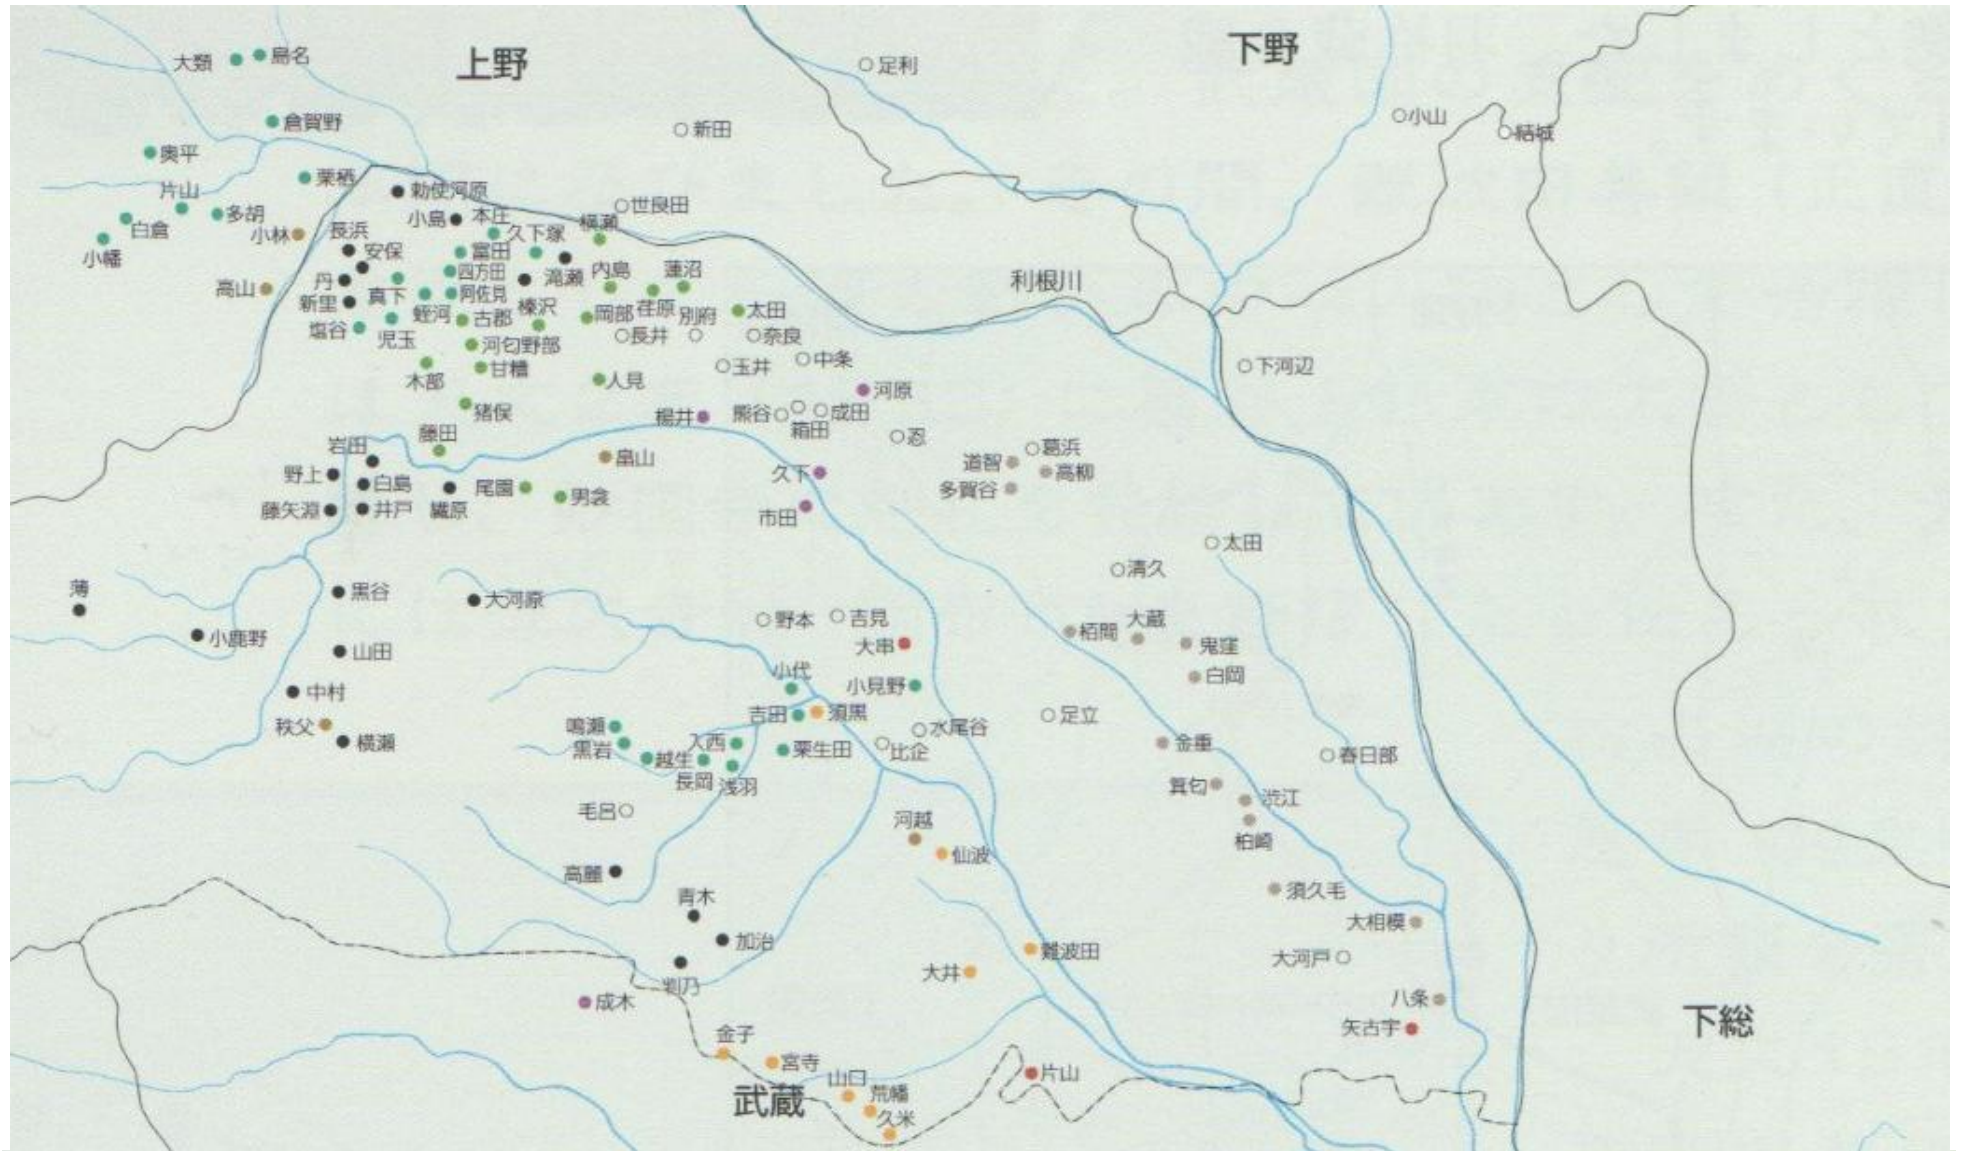 上野
下野
大類
島名
足利
倉賀野
新田
小山
結城
奥平
片山
栗栖
勅使河原
白倉
多胡
小林
長浜
小島
本庄
久下塚
横瀬
世良田
小幡
安保
富田
高山
丹
真下
四方田
滝瀬
内島
蓮沼
利根川
新里
阿佐見
塩谷
児玉
蛭河
古郡
榛沢
岡部
荏原
別府
太田
河匂野部
長井
奈良
木部
甘糟
人見
玉井
中条
下河辺
猪俣
楊井
熊谷
箱田
成田
河原
忍
岩田
藤田
畠山
久下
道智
葛浜
高柳
野上
白鳥
尾園
男衾
多賀谷
藤矢淵
井戸
織原
市田
太田
清久
薄
黒谷
大河原
小鹿野
山田
野本
吉見
大串
栢間
大蔵
鬼窪
白岡
中村
小代
小見野
秩父
横瀬
鳴瀬
黒岩
越生
入西
吉田
須黒
栗生田
水尾谷
比企
足立
金重
春日部
長岡
浅羽
箕匂
渋江
柏崎
毛呂
河越
仙波
高麗
青木
加治
判乃
須久毛
大相模
大河戸
難波田
大井
成木
八条
矢古宇
下総
金子
宮寺
武蔵
山口
荒幡
久米
片山